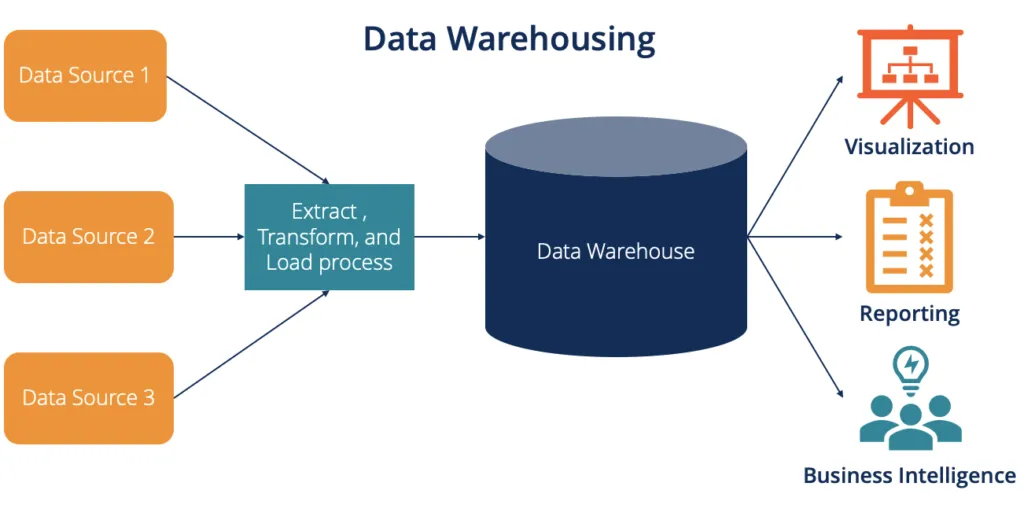 Data Warehousing
Data Source 1
Data Source 2
Data Source 3
Extract ,
Transform, and
Load process
Data Warehouse
Visualization
Reporting
Business Intelligence